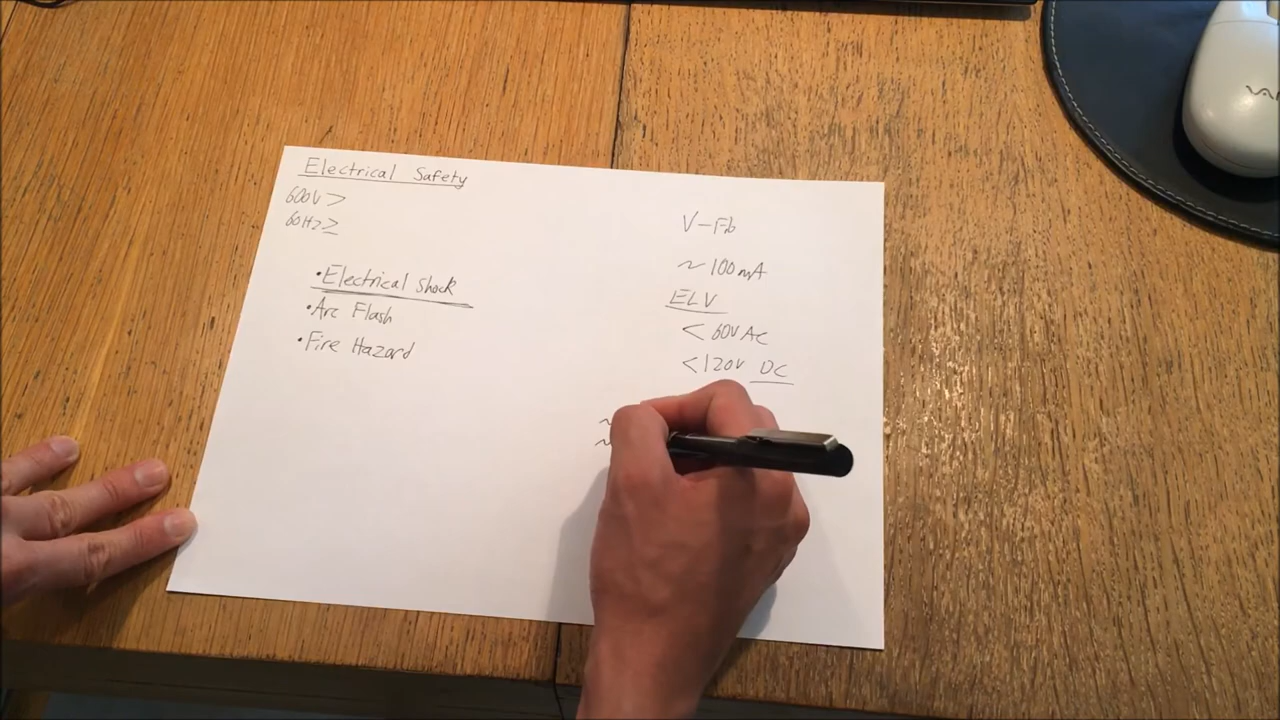 Electrical Safety
600V >
60Hz ≥
•Electrical Shock
•Arc Flash
•Fire Hazard
V-Fib
~ 100mA
ELV
< 60V AC
< 120V DC
~
~